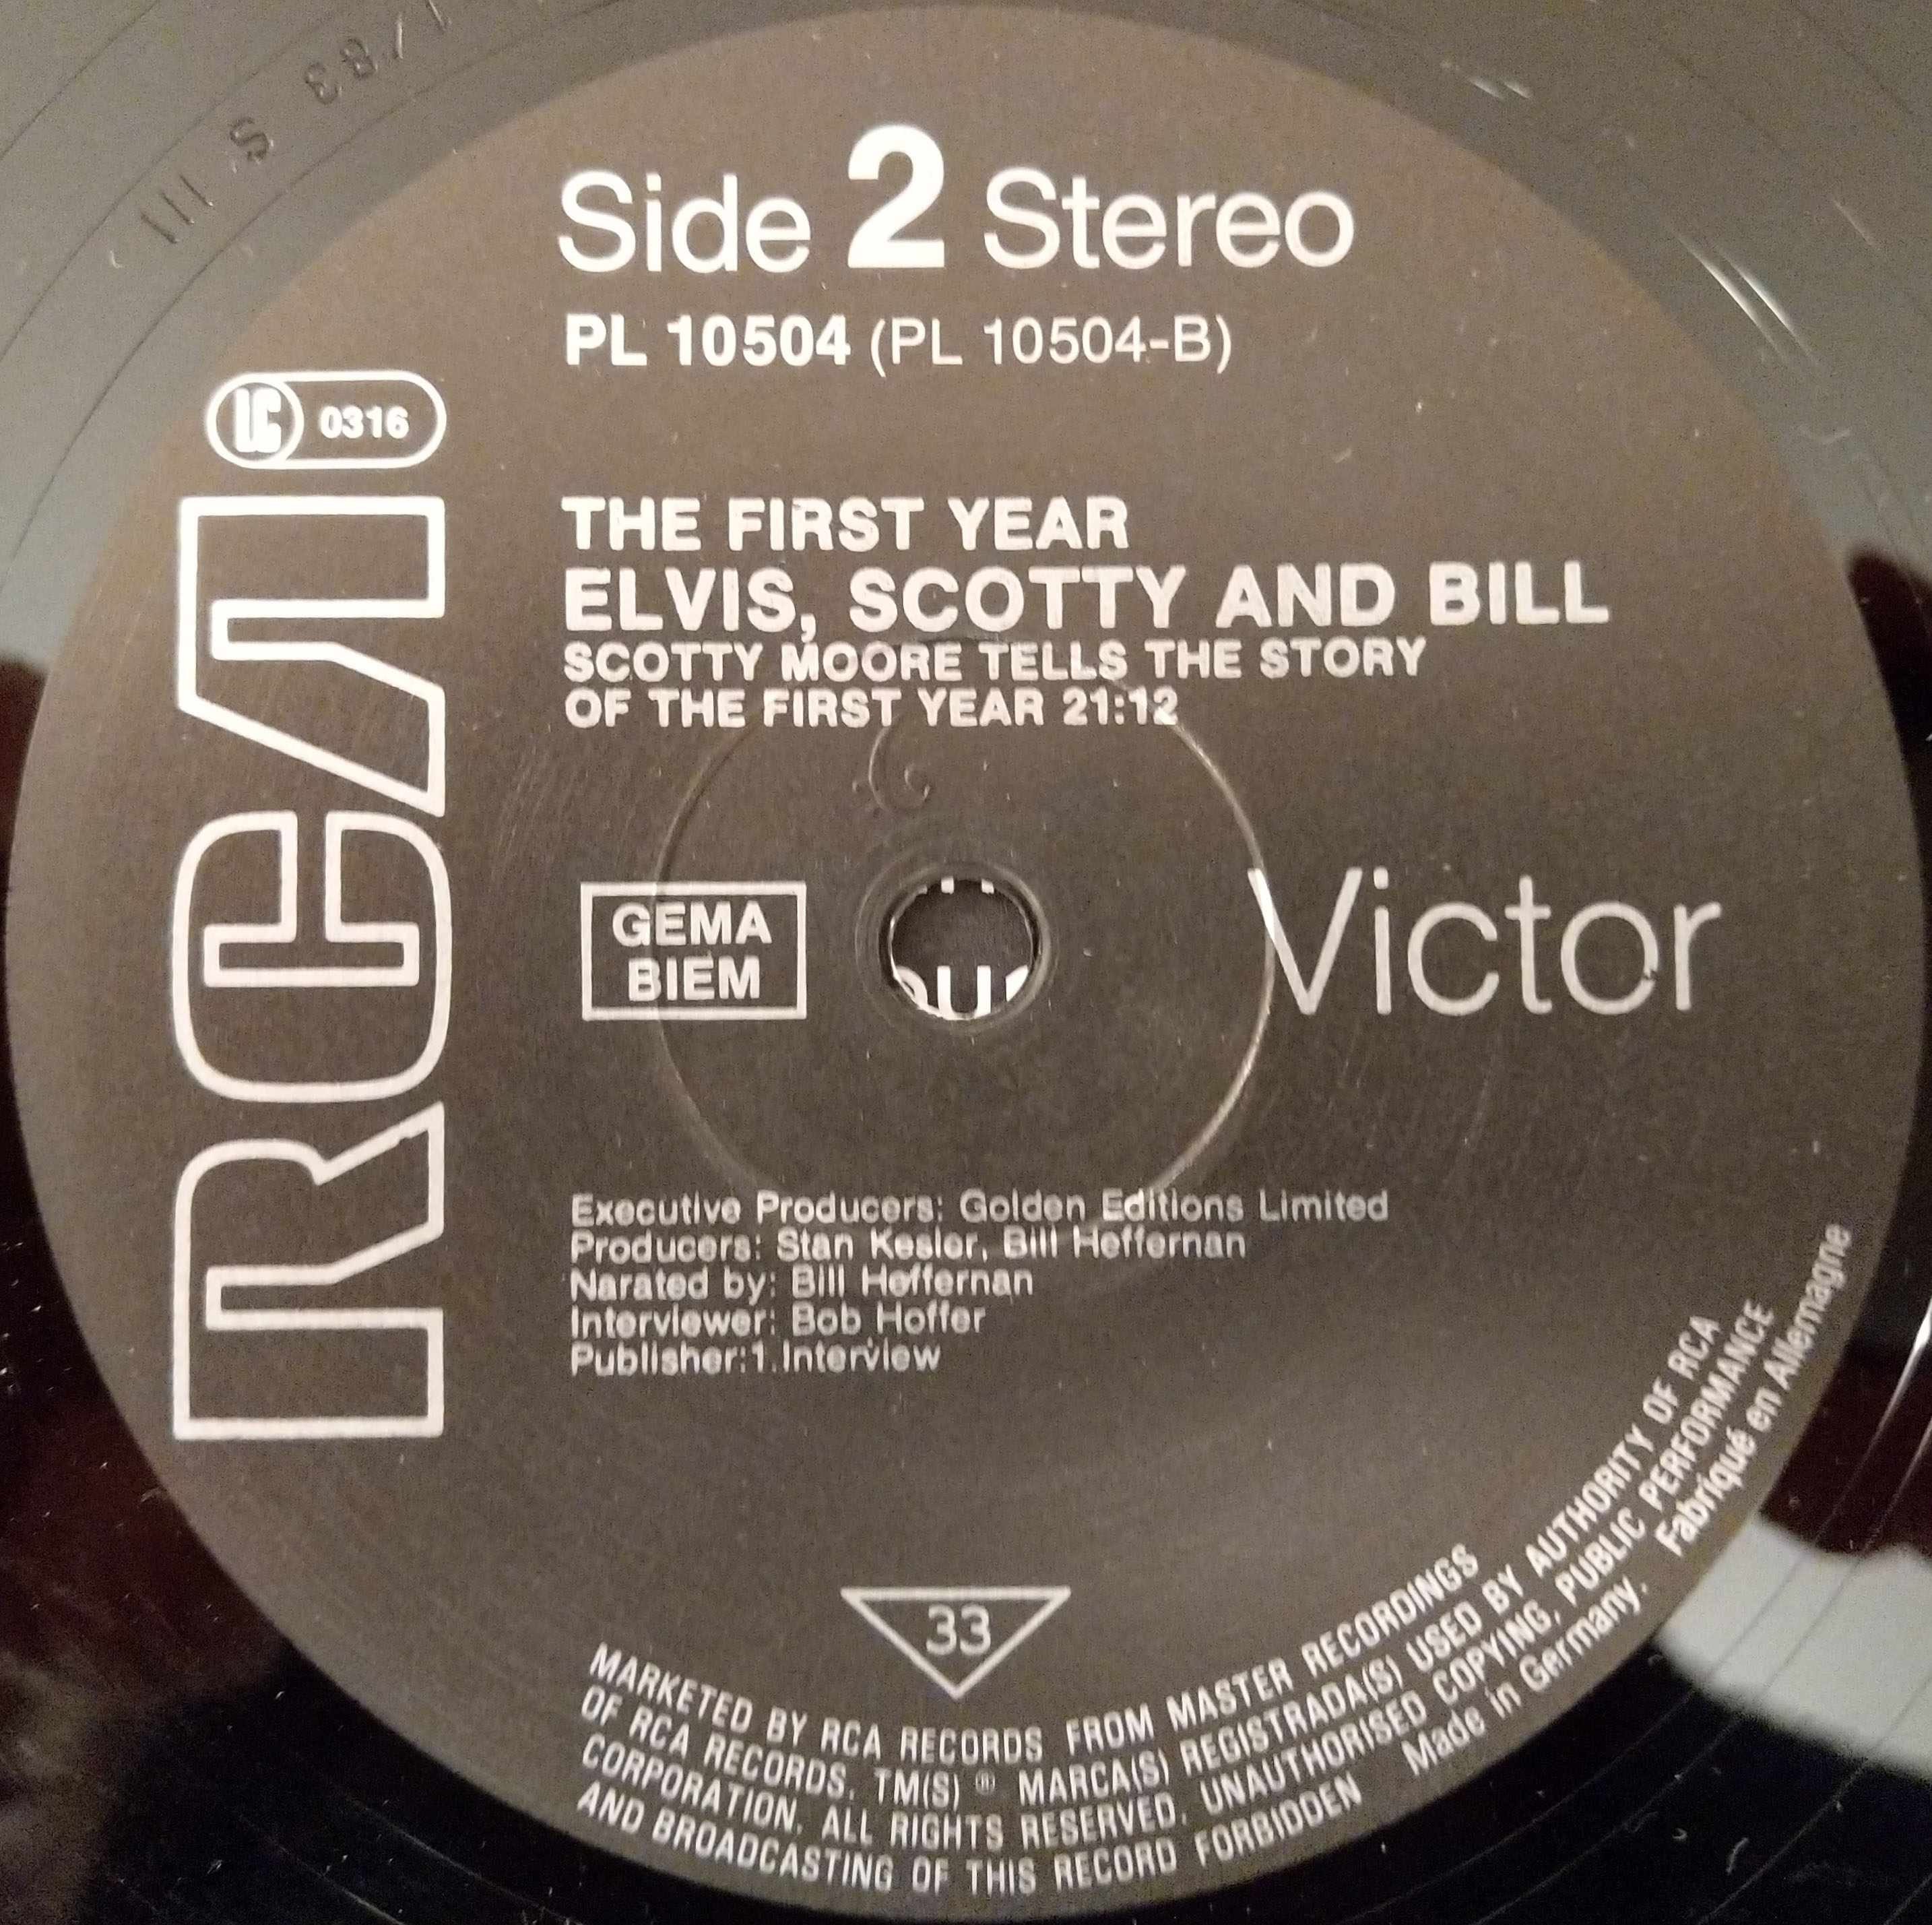 1/83 S III
Side 2 Stereo
PL 10504 (PL 10504-B)
LC 0316
RCA
THE FIRST YEAR
ELVIS, SCOTTY AND BILL
SCOTTY MOORE TELLS THE STORY
OF THE FIRST YEAR 21:12
GEMA
BIEM
Victor
Executive Producers: Golden Editions Limited
Producers: Stan Kesler, Bill Heffernan
Narated by: Bill Heffernan
Interviewer: Bob Hoffer
Publisher:1.Interview
33
MARKETED BY RCA RECORDS FROM MASTER RECORDINGS
OF RCA RECORDS. TM(S) ® MARCA(S) REGISTRADA(S) USED BY AUTHORITY OF RCA
CORPORATION. ALL RIGHTS RESERVED. UNAUTHORISED COPYING, PUBLIC PERFORMANCE
AND BROADCASTING OF THIS RECORD FORBIDDEN Made in Germany. Fabriqué en Allemagne